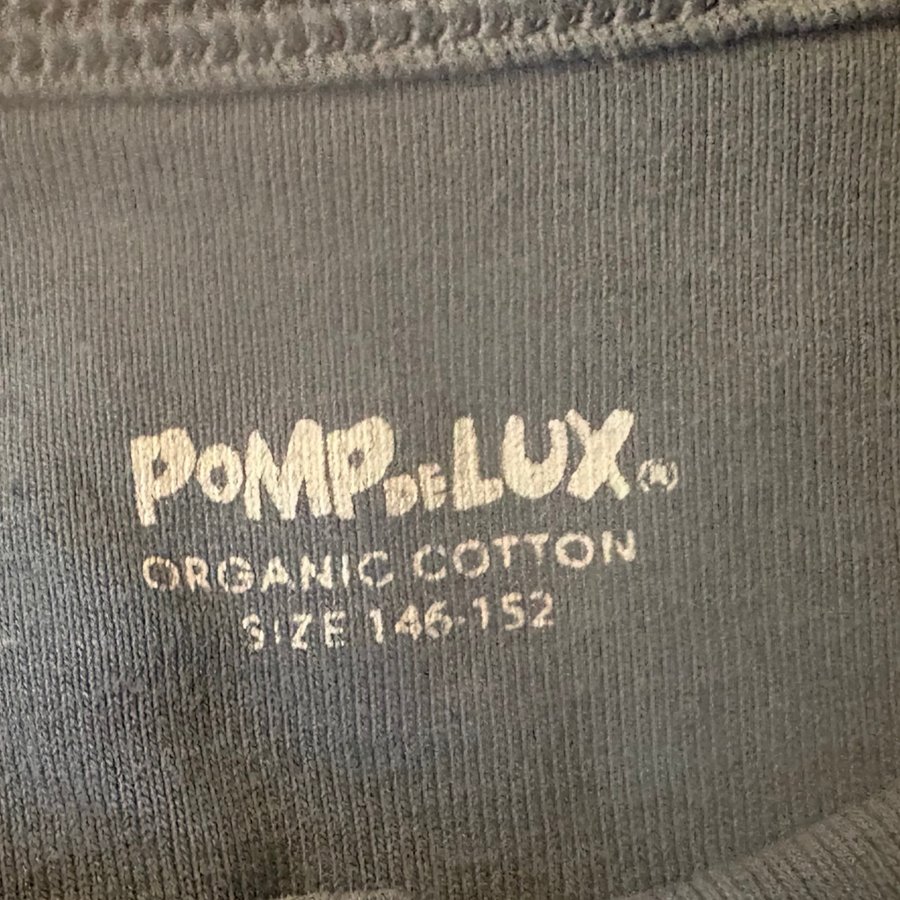 POMPDELUX®
ORGANIC COTTON
SIZE 146-152